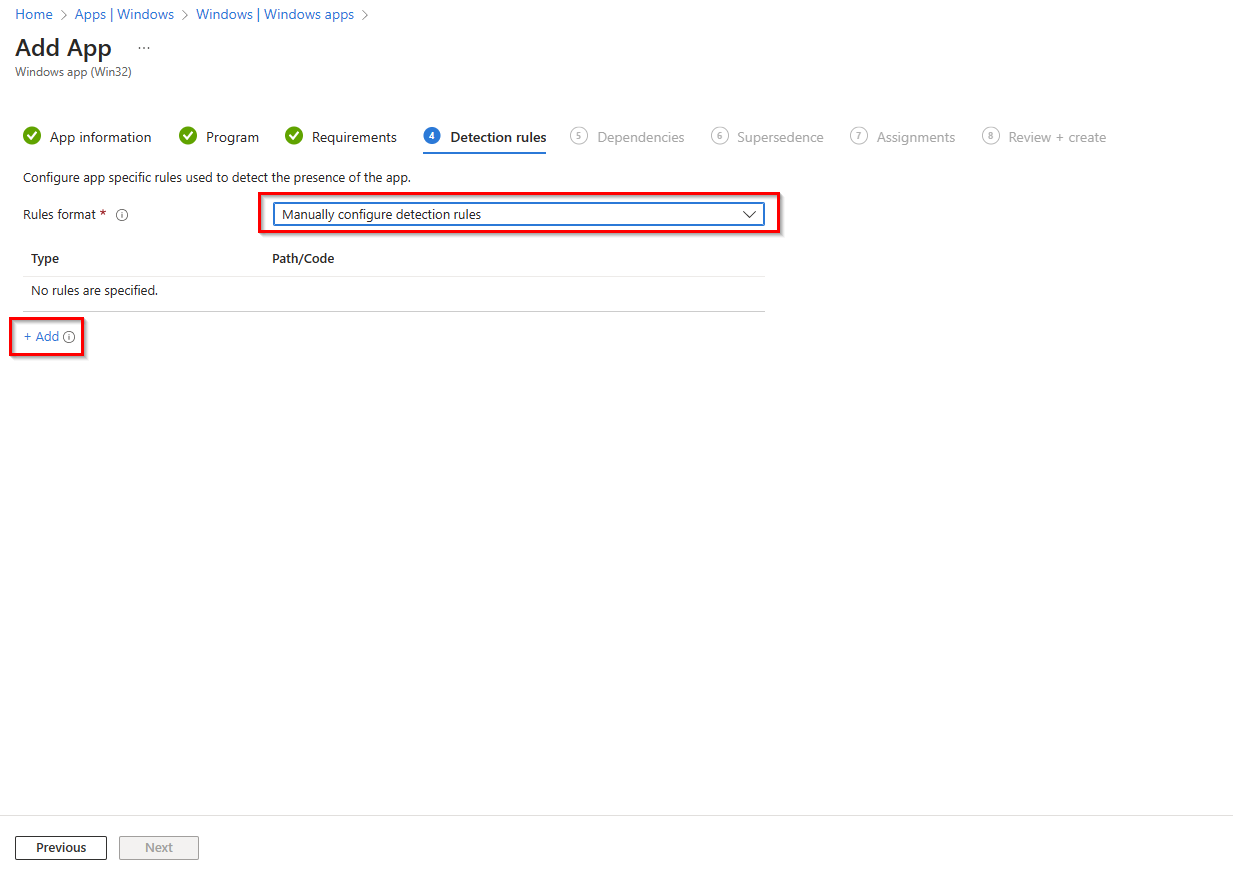 Home > Apps | Windows > Windows | Windows apps >
Add App ...
Windows app (Win32)
App information Program Requirements 4 Detection rules 5 Dependencies 6 Supersedence 7 Assignments 8 Review + create
Configure app specific rules used to detect the presence of the app.
Rules format * Manually configure detection rules
Type Path/Code
No rules are specified.
+ Add
Previous Next